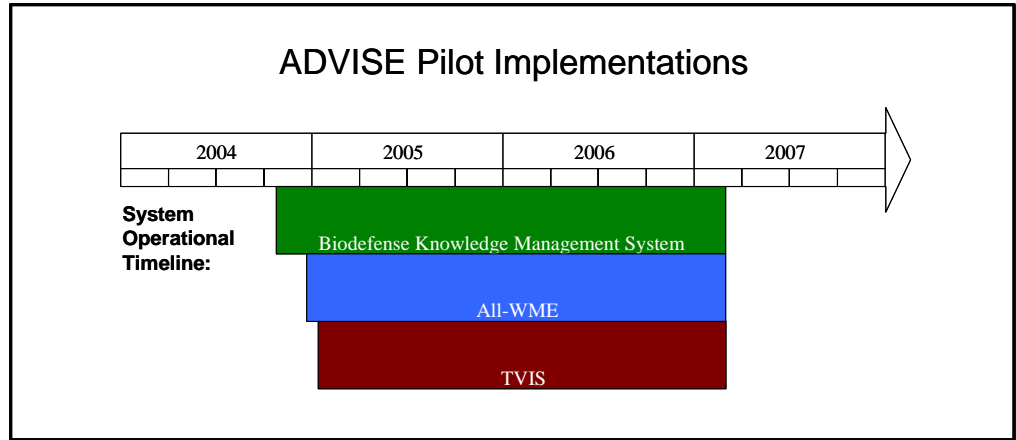 ADVISE Pilot Implementations
2004 2005 2006 2007
System
Operational
Timeline:
Biodefense Knowledge Management System
All-WME
TVIS